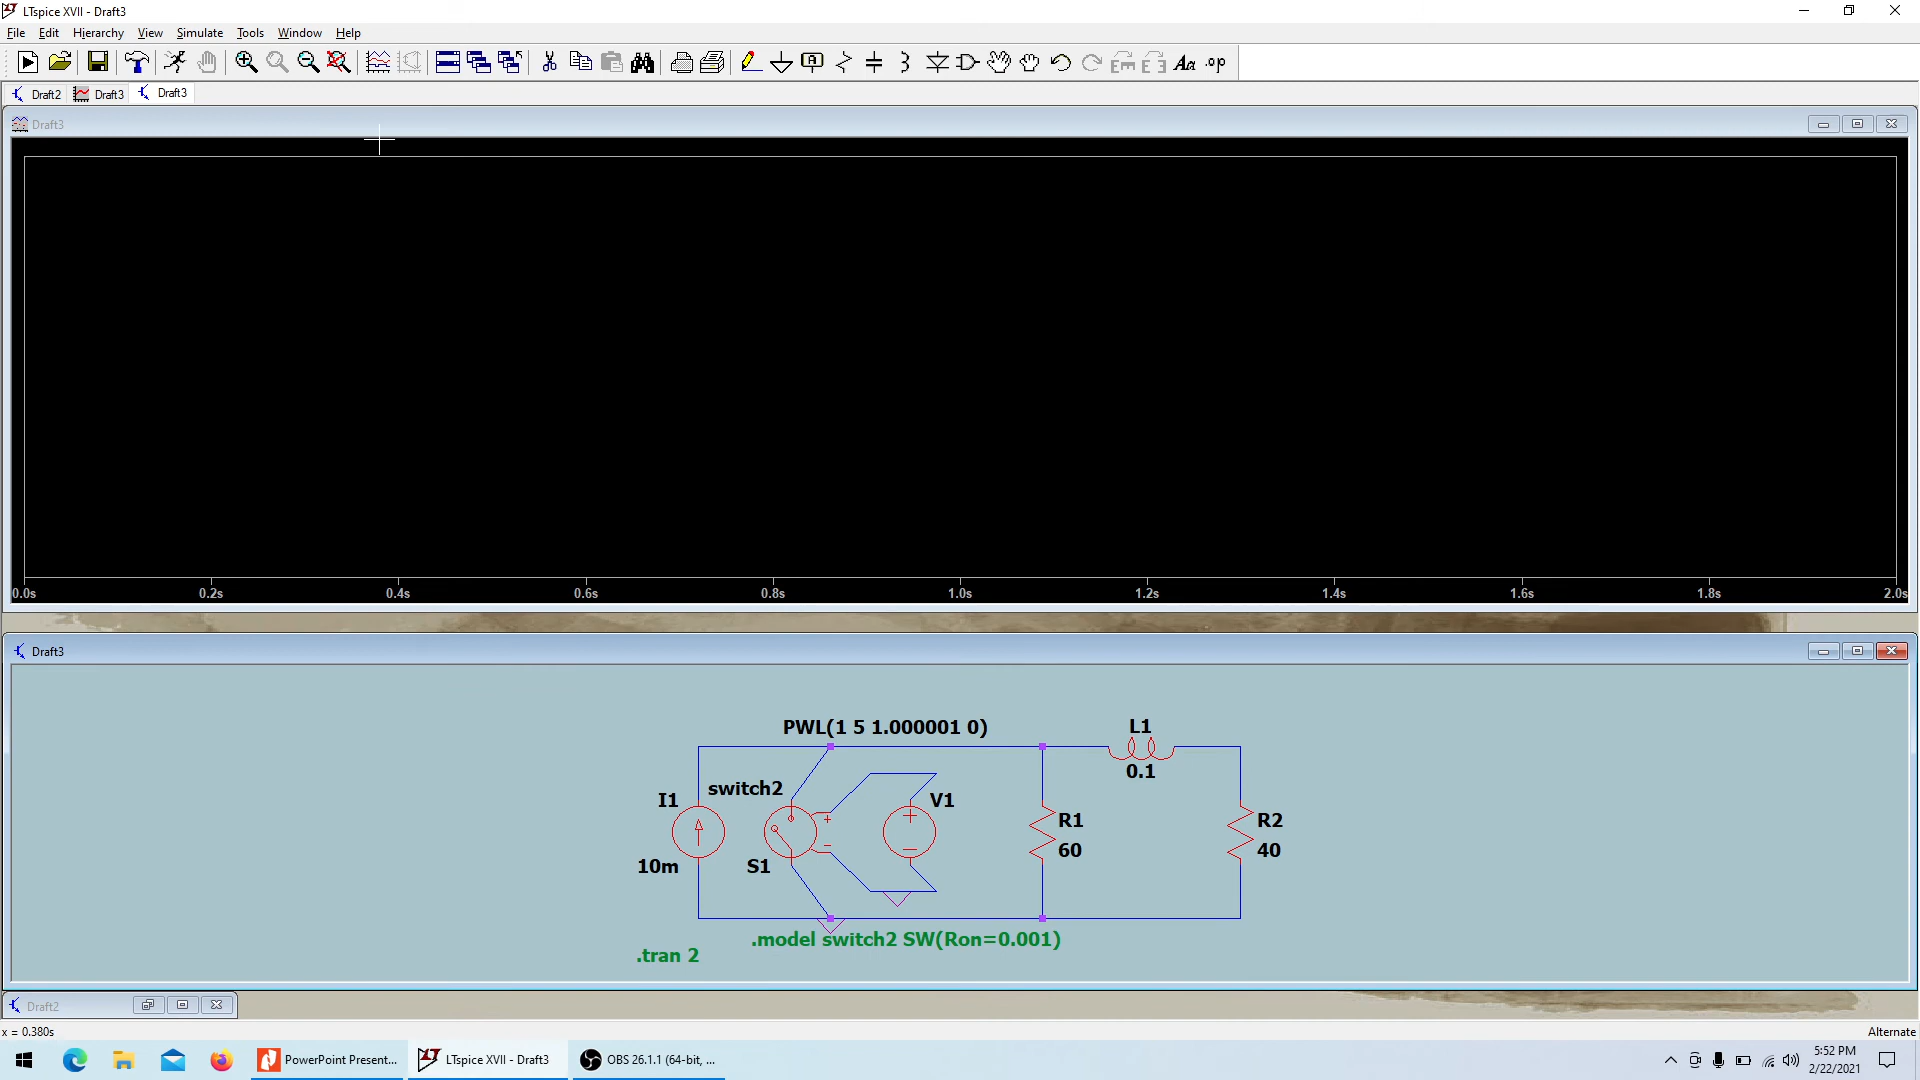 LTspice XVII - Draft3
File Edit Hierarchy View Simulate Tools Window Help
A Aa .op
Draft2 Draft3 Draft3
Draft3
0.0s 0.2s 0.4s 0.6s 0.8s 1.0s 1.2s 1.4s 1.6s 1.8s 2.0s
Draft3
PWL(1 5 1.000001 0) L1
0.1
switch2
I1 V1
R1 R2
60 40
10m S1
.model switch2 SW(Ron=0.001)
.tran 2
Draft2
x = 0.380s Alternate
PowerPoint Present... LTspice XVII - Draft3 OBS 26.1.1 (64-bit, ...
5:52 PM
2/22/2021